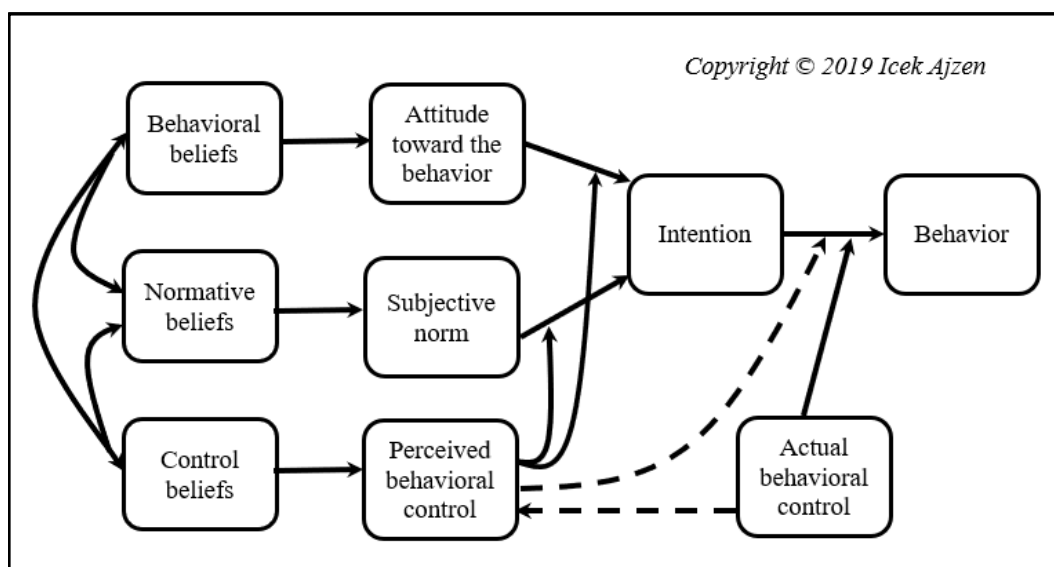 Copyright © 2019 Icek Ajzen
Behavioral
beliefs
Attitude
toward the
behavior
Intention
Behavior
Normative
beliefs
Subjective
norm
Control
beliefs
Perceived
behavioral
control
Actual
behavioral
control